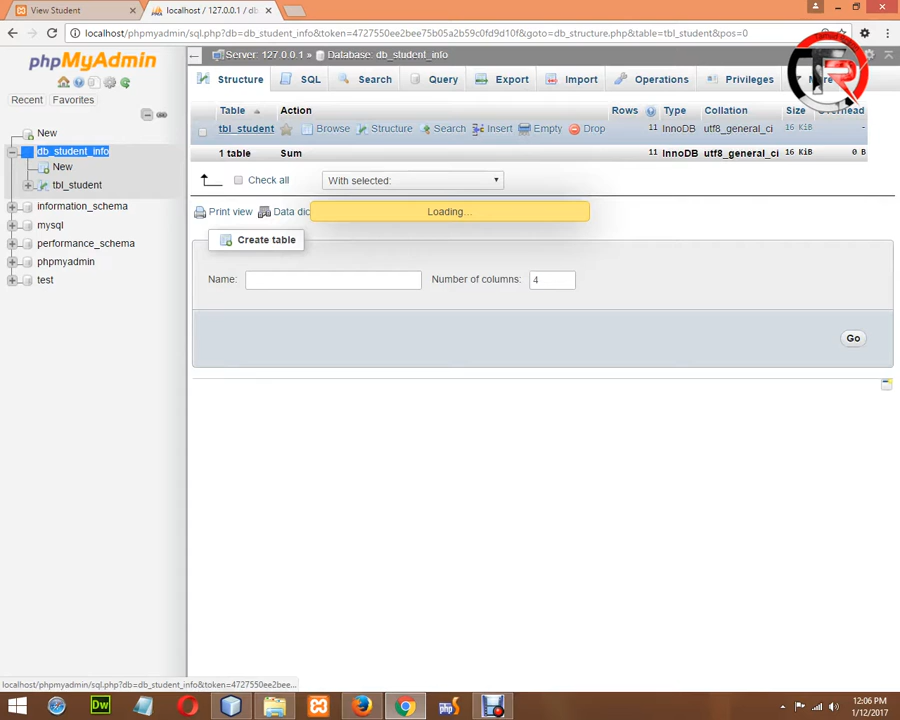 View Student
localhost / 127.0.0.1 / db
localhost/phpmyadmin/sql.php?db=db_student_info&token=4727550ee2bee75b05a2b59c0fd9d10f&goto=db_structure.php&table=tbl_student&pos=0
phpMyAdmin
Recent Favorites
New
db_student_info
New
tbl_student
information_schema
mysql
performance_schema
phpmyadmin
test
Server: 127.0.0.1 » Database: db_student_info
Structure SQL Search Query Export Import Operations Privileges
Table Action Rows Type Collation Size Overhead
tbl_student Browse Structure Search Insert Empty Drop 11 InnoDB utf8_general_ci 16 KiB -
1 table Sum 11 InnoDB utf8_general_ci 16 KiB 0 B
Check all With selected:
Print view Data dic
Loading...
Create table
Name: Number of columns: 4
Go
localhost/phpmyadmin/sql.php?db=db_student_info&token=4727550ee2bee...
Dw
12:06 PM
1/12/2017